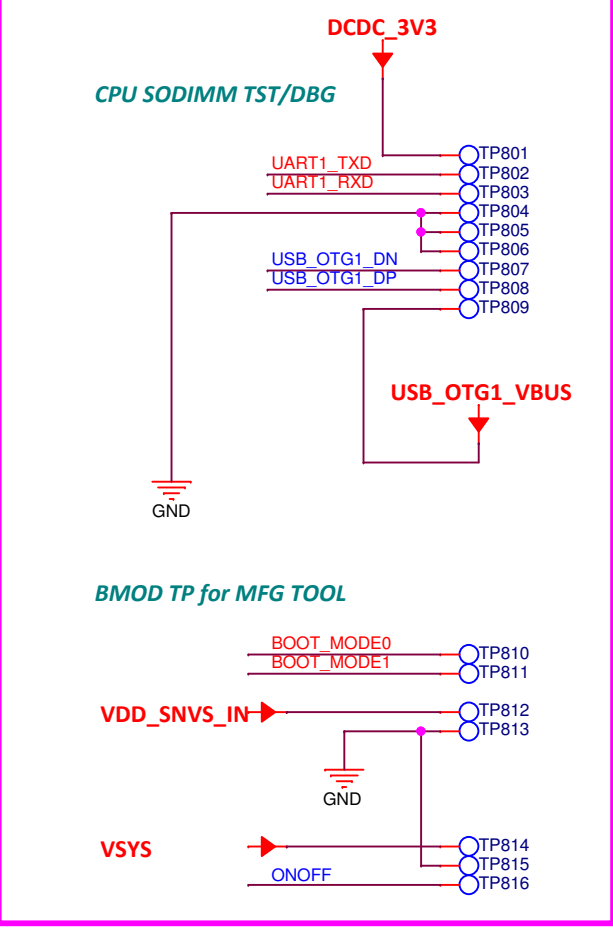 DCDC_3V3
CPU SODIMM TST/DBG
TP801
UART1_TXD TP802
UART1_RXD TP803
TP804
TP805
TP806
USB_OTG1_DN TP807
USB_OTG1_DP TP808
TP809
USB_OTG1_VBUS
GND
BMOD TP for MFG TOOL
BOOT_MODE0 TP810
BOOT_MODE1 TP811
VDD_SNVS_IN TP812
TP813
GND
VSYS TP814
TP815
ONOFF TP816